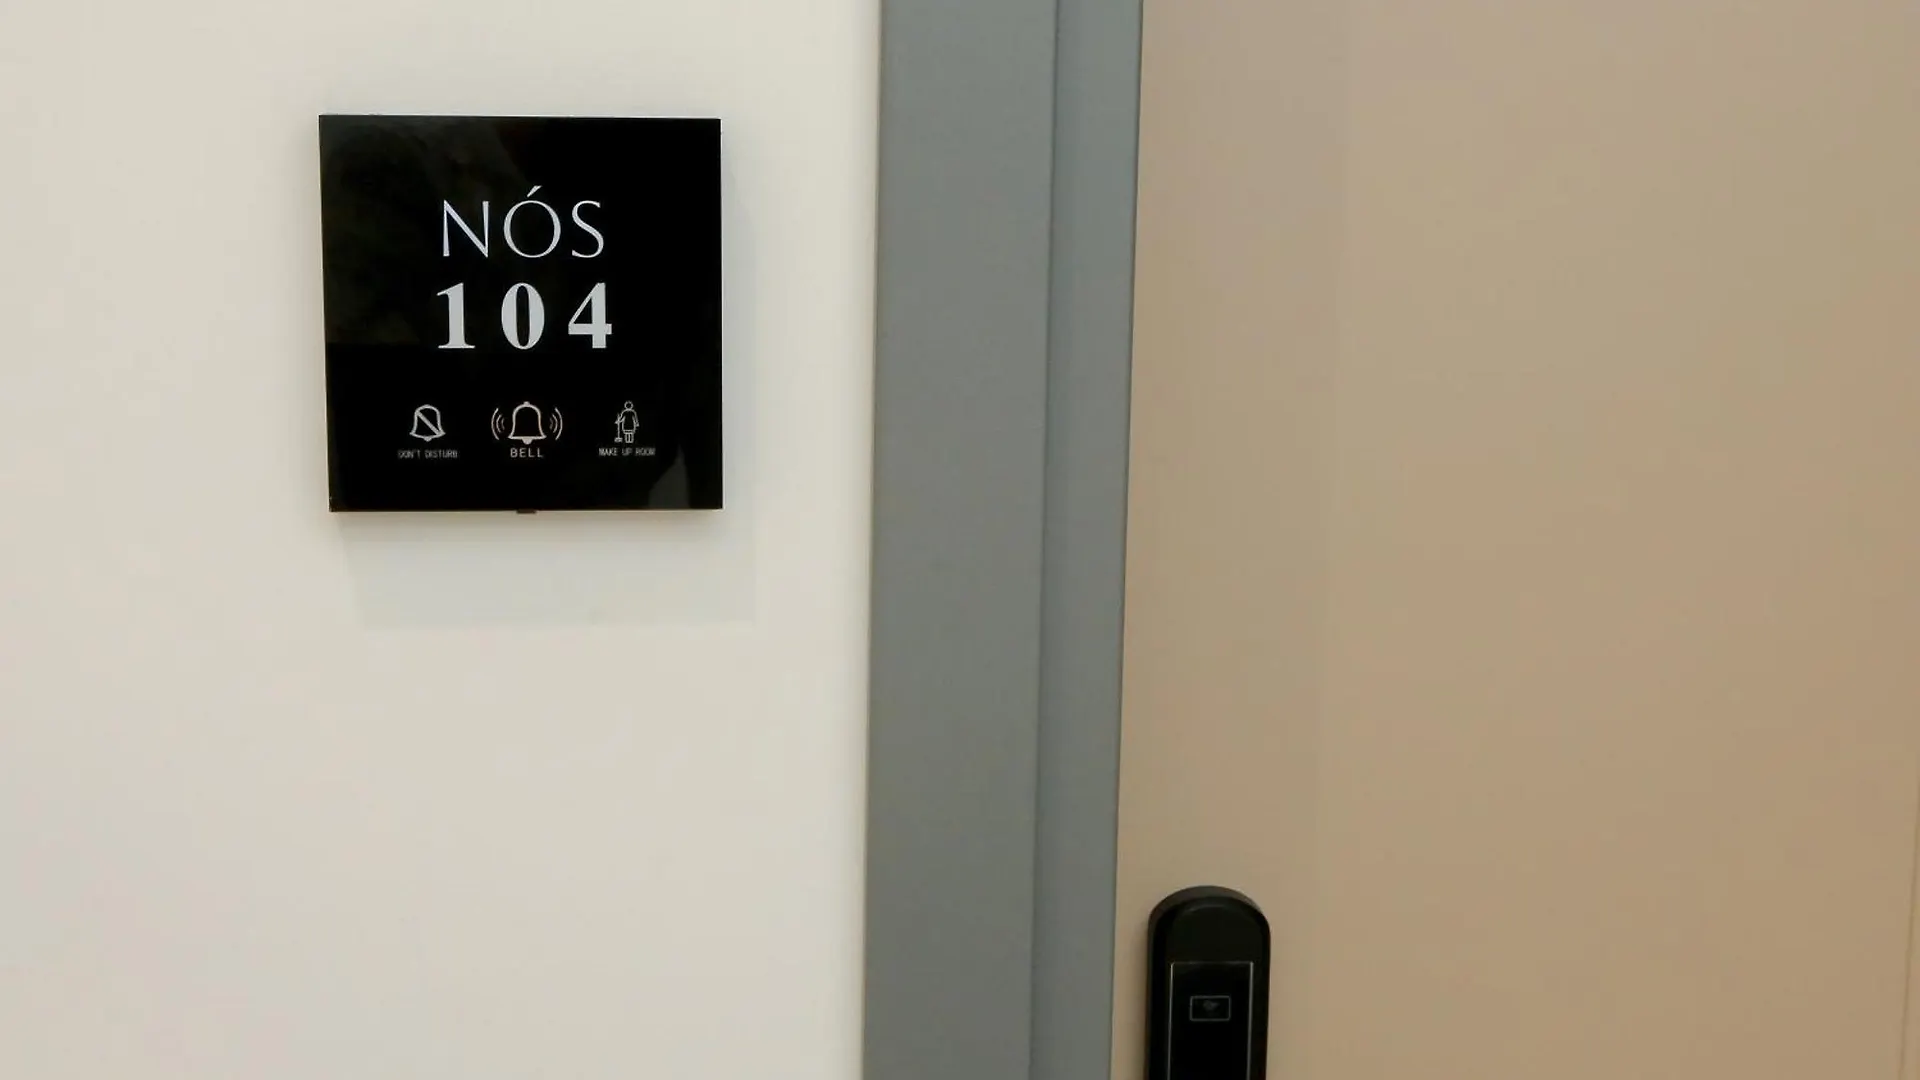 NÓS
104
DON'T DISTURB
BELL
MAKE UP ROOM